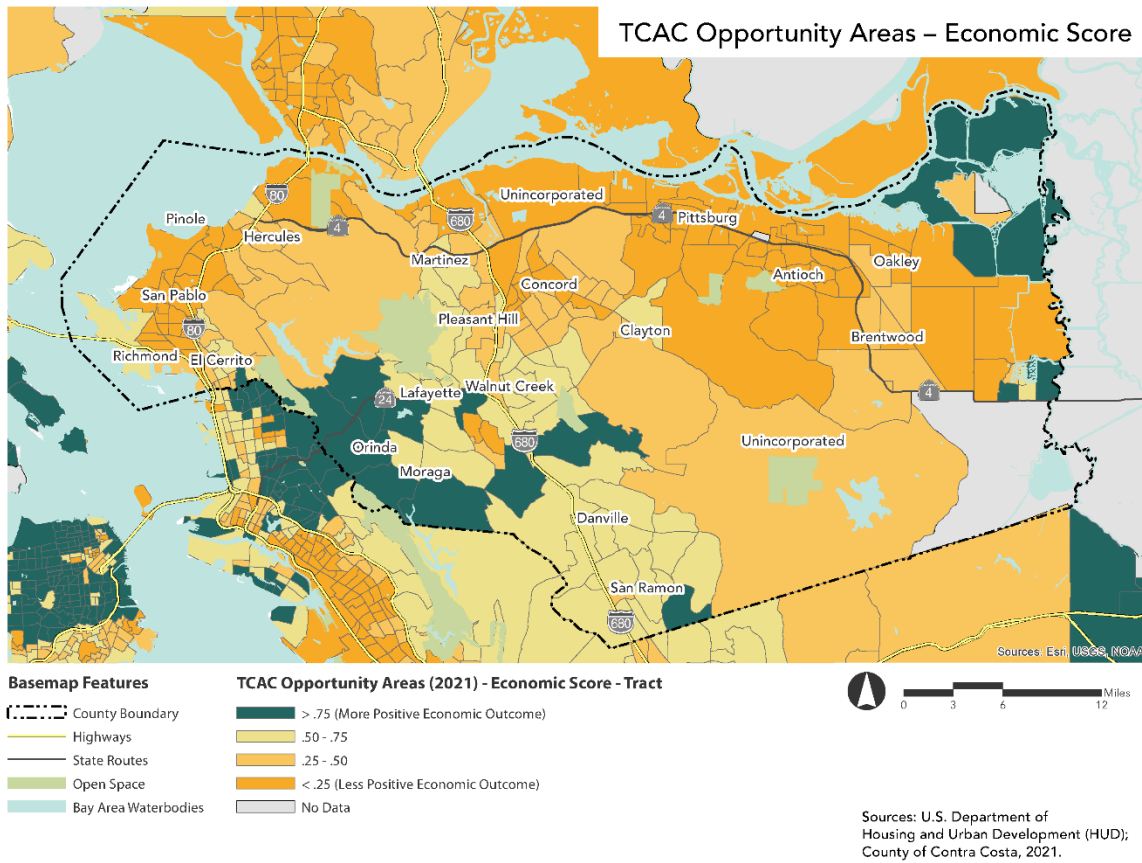 TCAC Opportunity Areas – Economic Score
Unincorporated
80
Pinole
680
4
Pittsburg
Hercules
4
Martinez
Oakley
Antioch
Concord
San Pablo
Pleasant Hill
80
Clayton
Brentwood
Richmond
El Cerrito
Lafayette
Walnut Creek
24
4
Orinda
680
Unincorporated
Moraga
Danville
San Ramon
680
Sources: Esri, USGS, NOAA
Basemap Features
County Boundary
Highways
State Routes
Open Space
Bay Area Waterbodies
TCAC Opportunity Areas (2021) - Economic Score - Tract
> .75 (More Positive Economic Outcome)
.50 - .75
.25 - .50
< .25 (Less Positive Economic Outcome)
No Data
Miles
0 3 6 12
Sources: U.S. Department of
Housing and Urban Development (HUD);
County of Contra Costa, 2021.